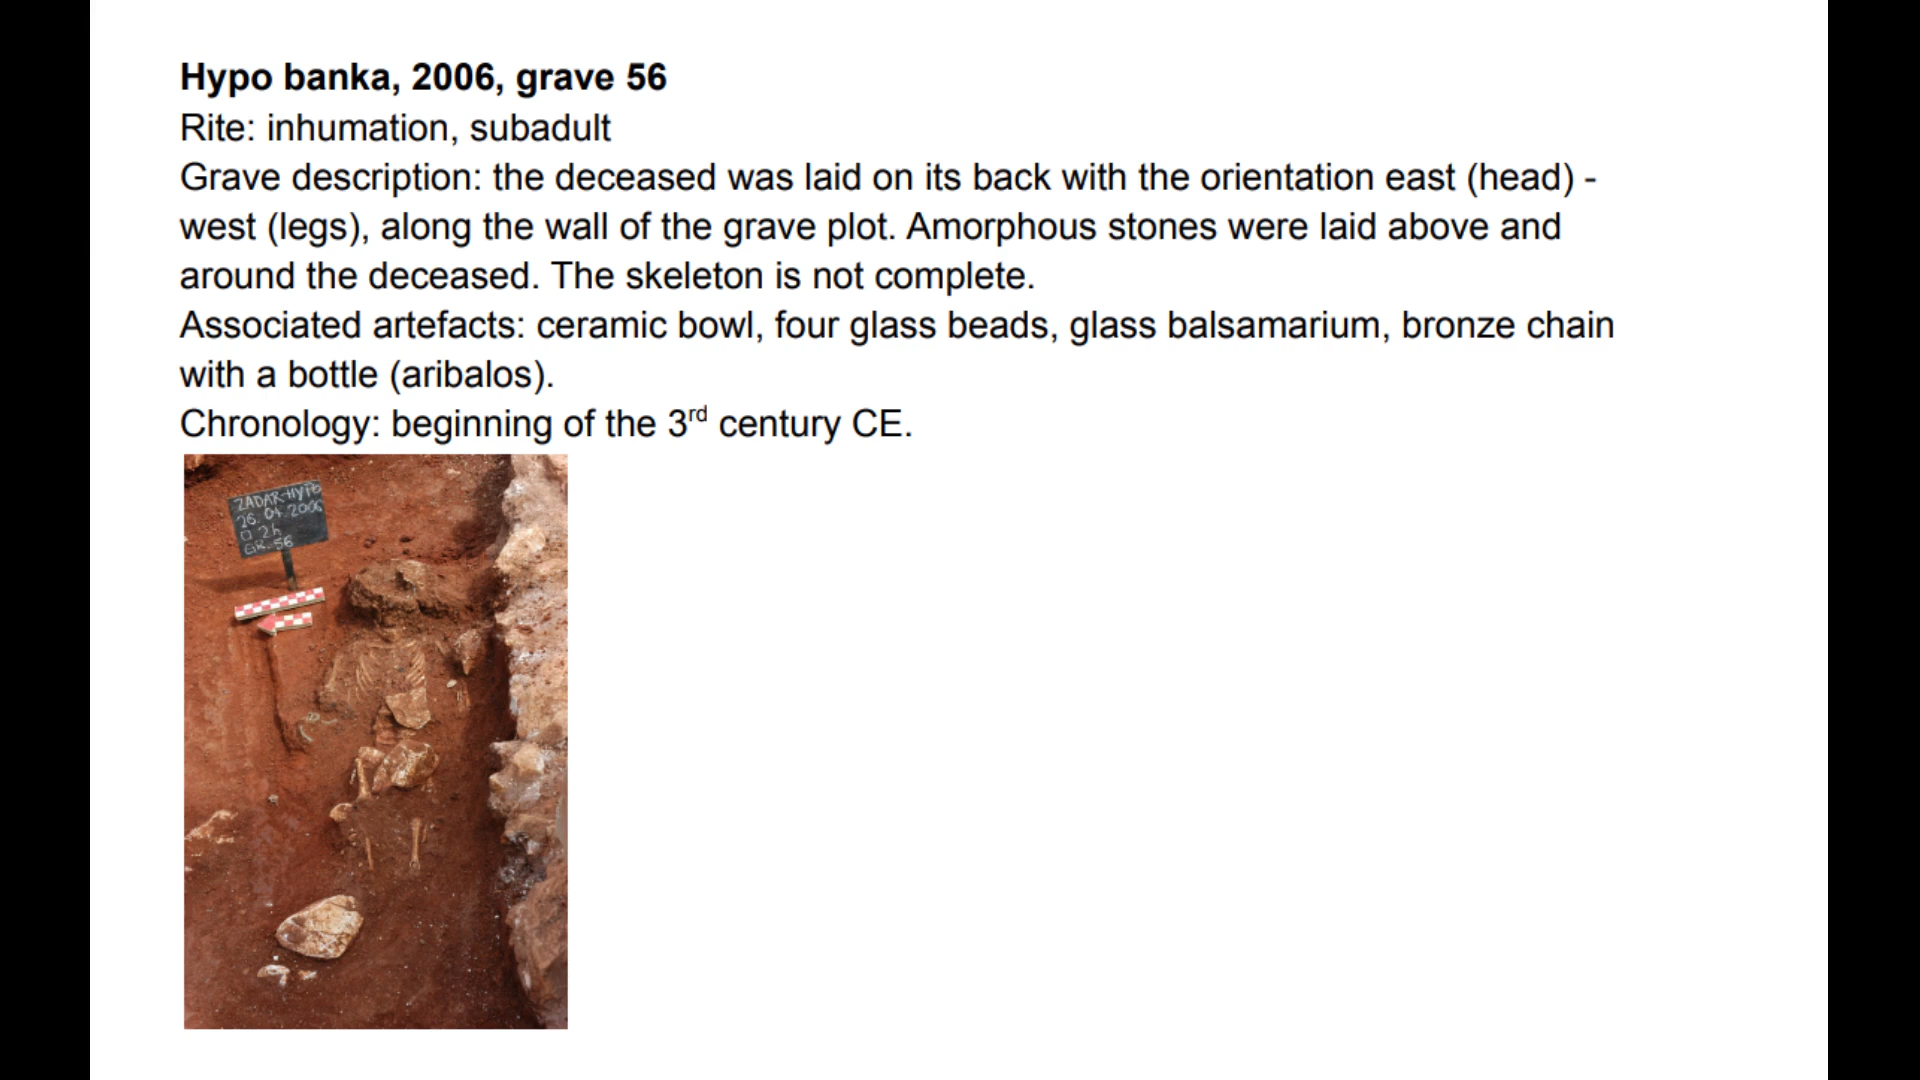 Hypo banka, 2006, grave 56
Rite: inhumation, subadult
Grave description: the deceased was laid on its back with the orientation east (head) -
west (legs), along the wall of the grave plot. Amorphous stones were laid above and
around the deceased. The skeleton is not complete.
Associated artefacts: ceramic bowl, four glass beads, glass balsamarium, bronze chain
with a bottle (aribalos).
Chronology: beginning of the 3rd century CE.
ZADAR-HYPO
26.04.2006
□ 2h
GR-56